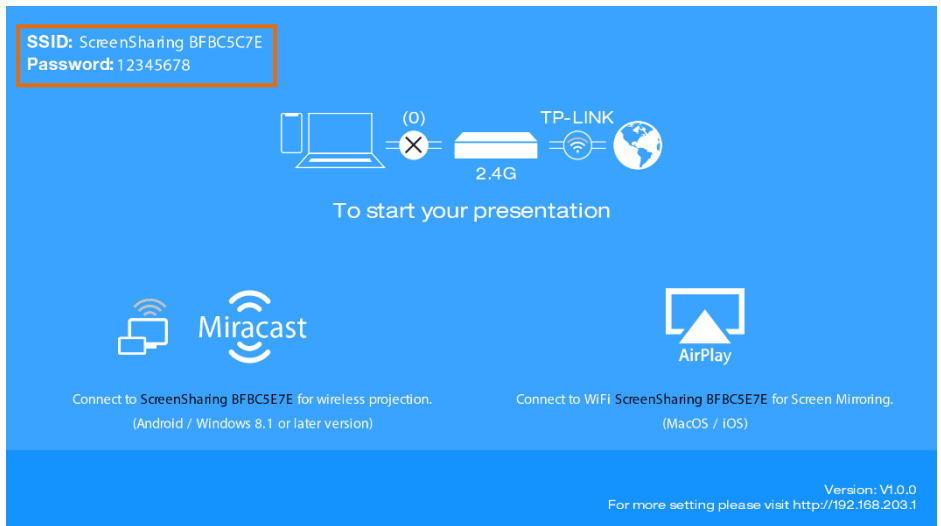 SSID: ScreenSharing BFBC5C7E
Password: 12345678
(0)
TP-LINK
2.4G
To start your presentation
Miracast
AirPlay
Connect to ScreenSharing BFBC5E7E for wireless projection.
(Android / Windows 8.1 or later version)
Connect to WiFi ScreenSharing BFBC5E7E for Screen Mirroring.
(MacOS / iOS)
Version: V1.0.0
For more setting please visit http://192.168.203.1